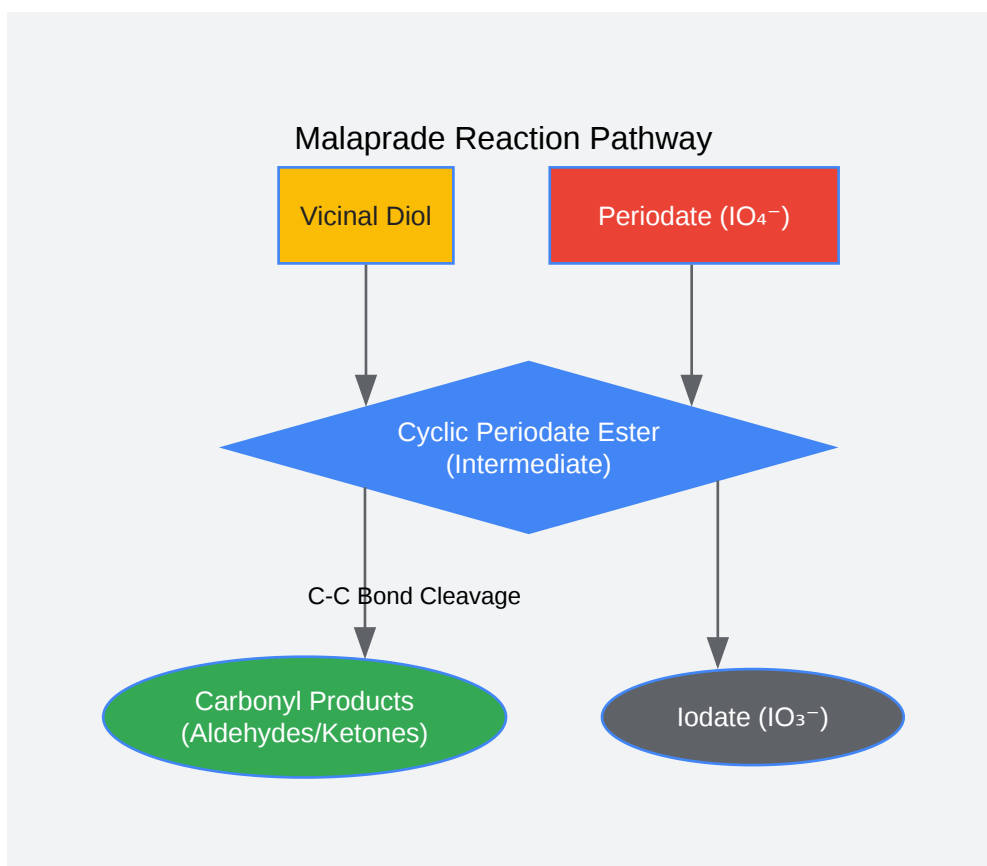 Malaprade Reaction Pathway
Vicinal Diol
Periodate (IO₄⁻)
Cyclic Periodate Ester
(Intermediate)
C-C Bond Cleavage
Carbonyl Products
(Aldehydes/Ketones)
Iodate (IO₃⁻)